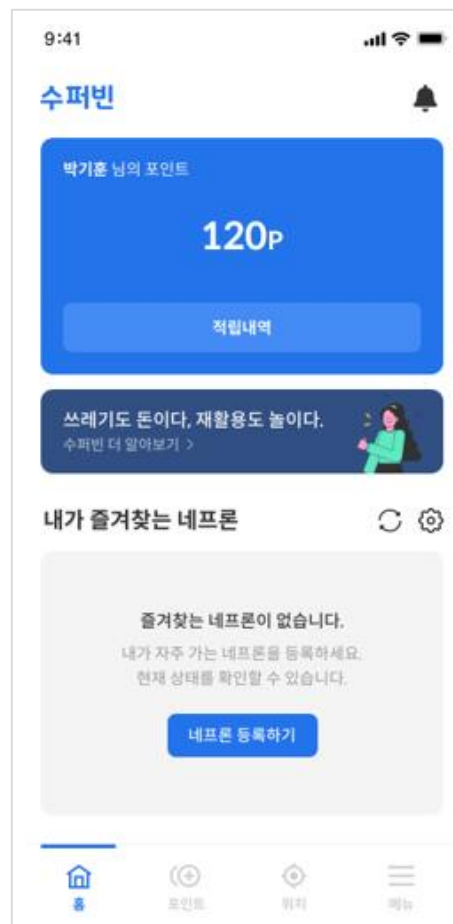 9:41
수퍼빈
박기훈 님의 포인트
120P
적립내역
쓰레기도 돈이다, 재활용도 놀이다.
수퍼빈 더 알아보기 >
내가 즐겨찾는 네프론
즐겨찾는 네프론이 없습니다.
내가 자주 가는 네프론을 등록하세요.
현재 상태를 확인할 수 있습니다.
네프론 등록하기
홈 포인트 위치 메뉴